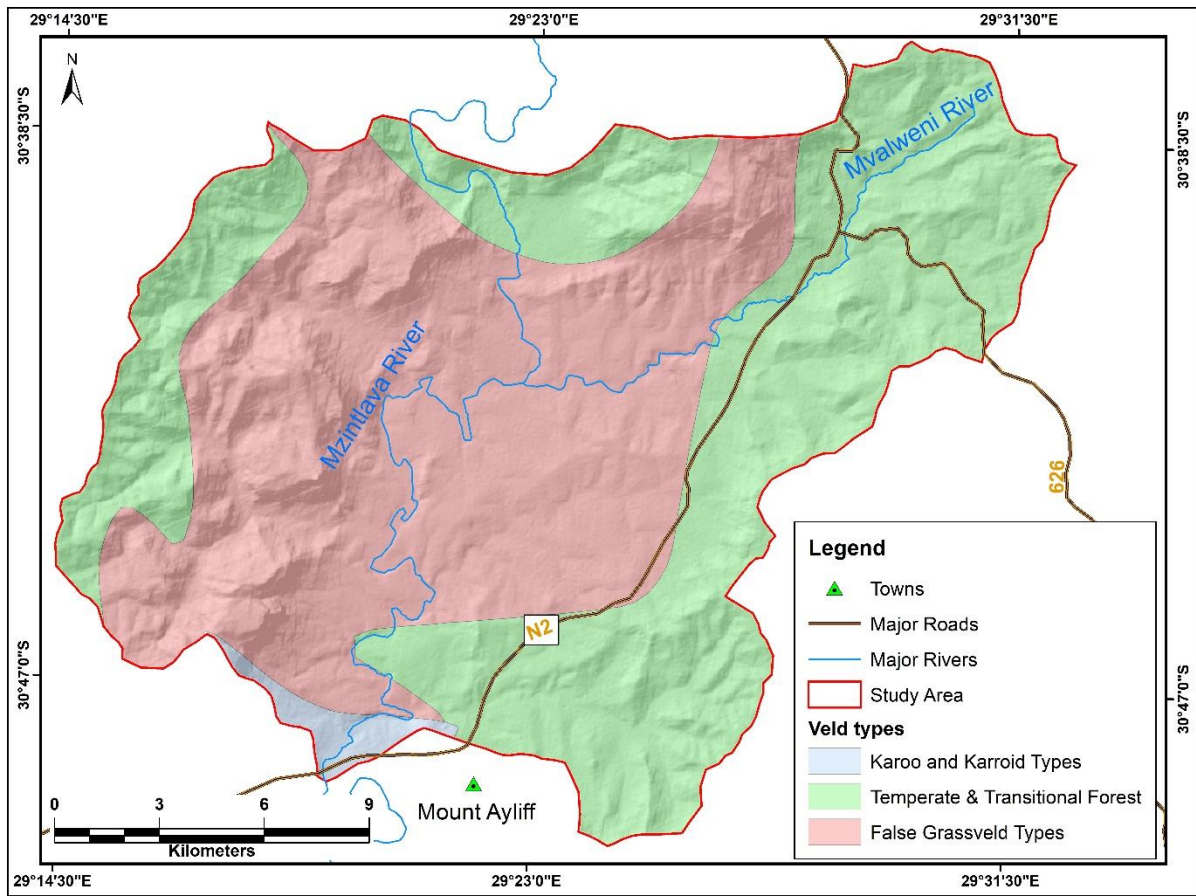 29°14'30"E 29°23'0"E 29°31'30"E
N
30°38'30"S
30°38'30"S
Mvalweni River
Mzintlava River
626
N2
30°47'0"S
30°47'0"S
Mount Ayliff
0 3 6 9
Kilometers
Legend
Towns
Major Roads
Major Rivers
Study Area
Veld types
Karoo and Karroid Types
Temperate & Transitional Forest
False Grassveld Types
29°14'30"E 29°23'0"E 29°31'30"E